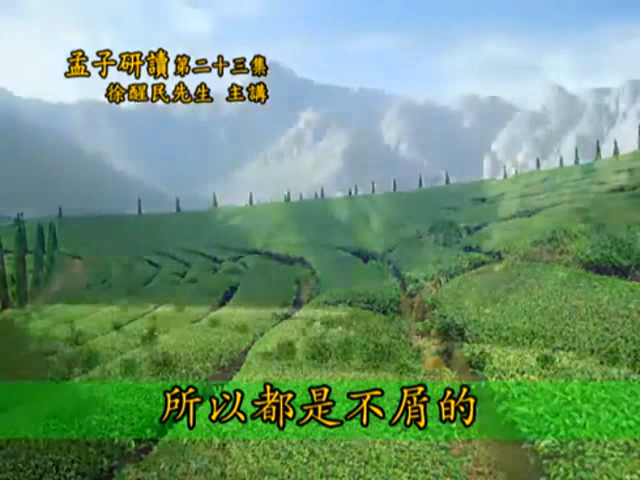 孟子研讀第二十三集
徐醒民先生 主講
所以都是不屑的